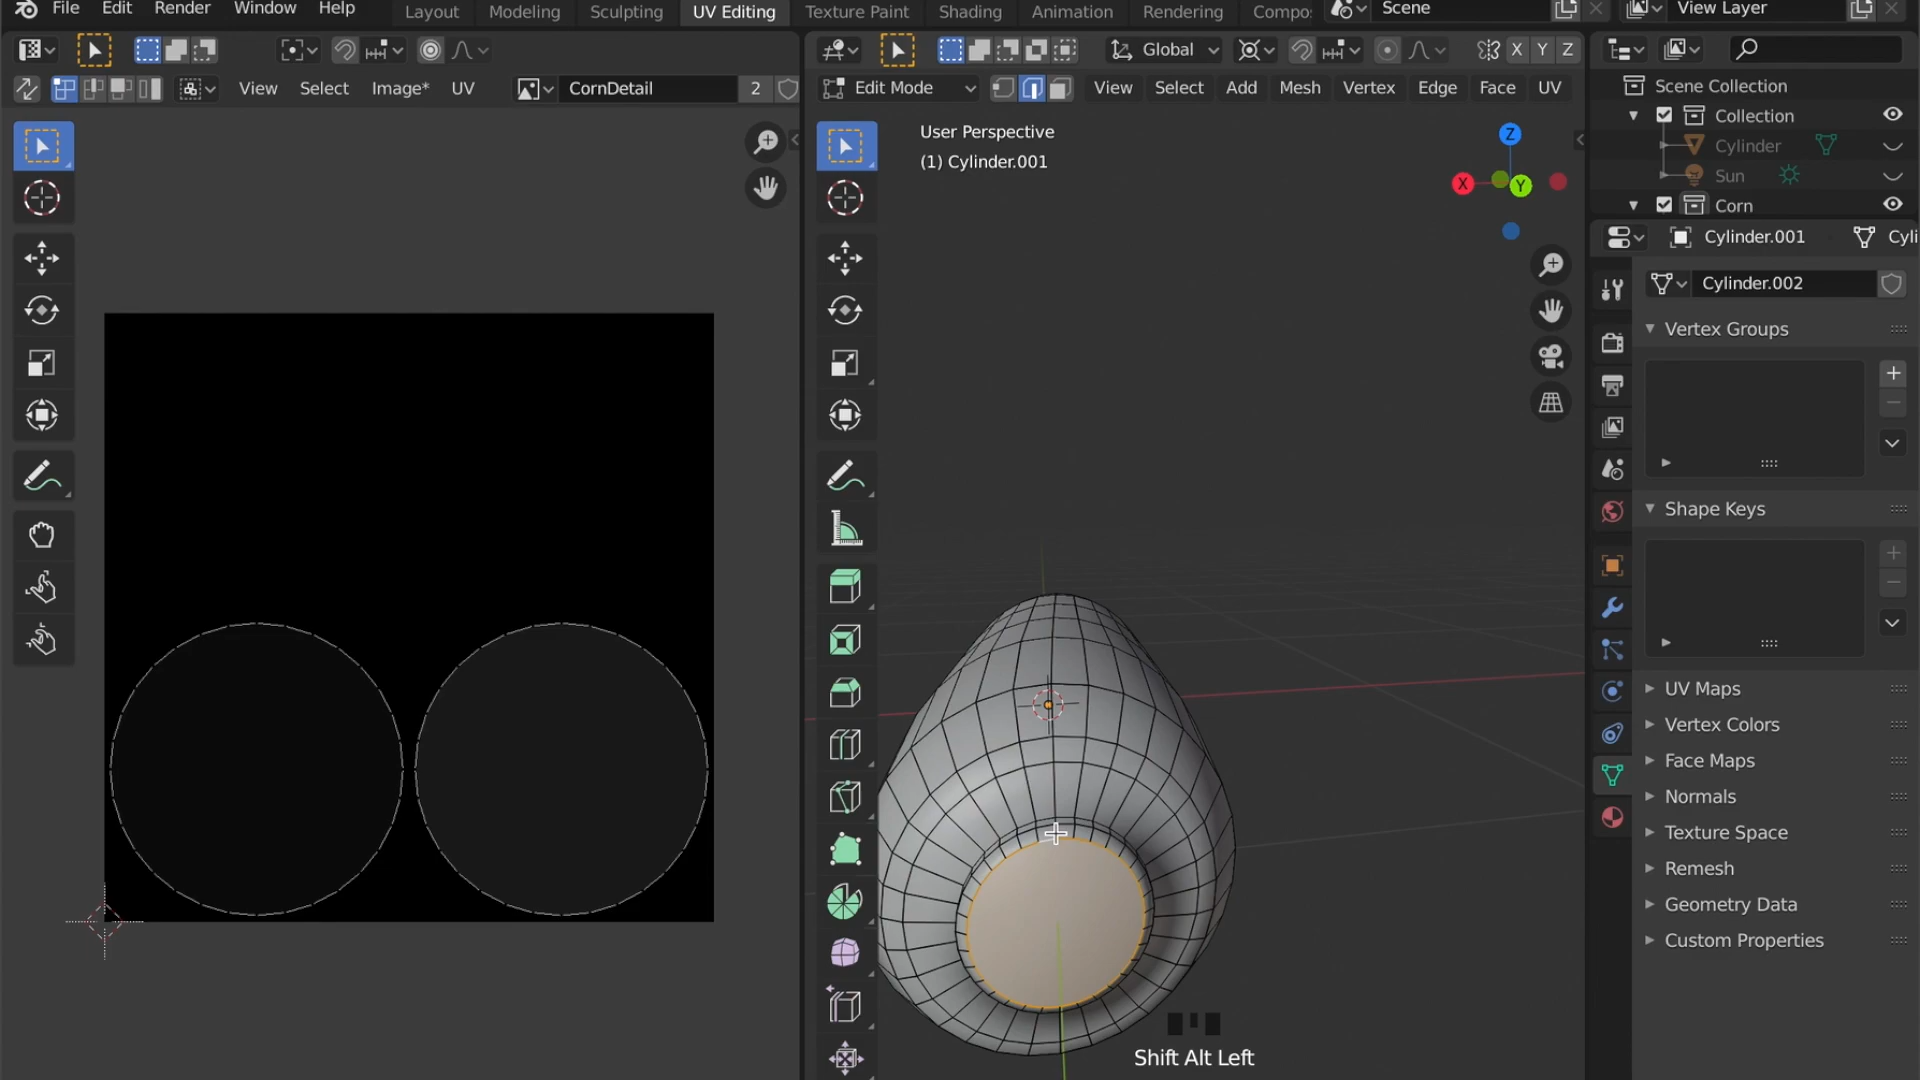 File Edit Render Window Help Layout Modeling Sculpting UV Editing Texture Paint Shading Animation Rendering Compo Scene View Layer
Global X Y Z
View Select Image* UV CornDetail 2 Edit Mode View Select Add Mesh Vertex Edge Face UV
Scene Collection
Collection
Cylinder
Sun
Corn
User Perspective
(1) Cylinder.001
Z
X
Y
Cylinder.001 Cyli
Cylinder.002
Vertex Groups
Shape Keys
UV Maps
Vertex Colors
Face Maps
Normals
Texture Space
Remesh
Geometry Data
Custom Properties
Shift Alt Left